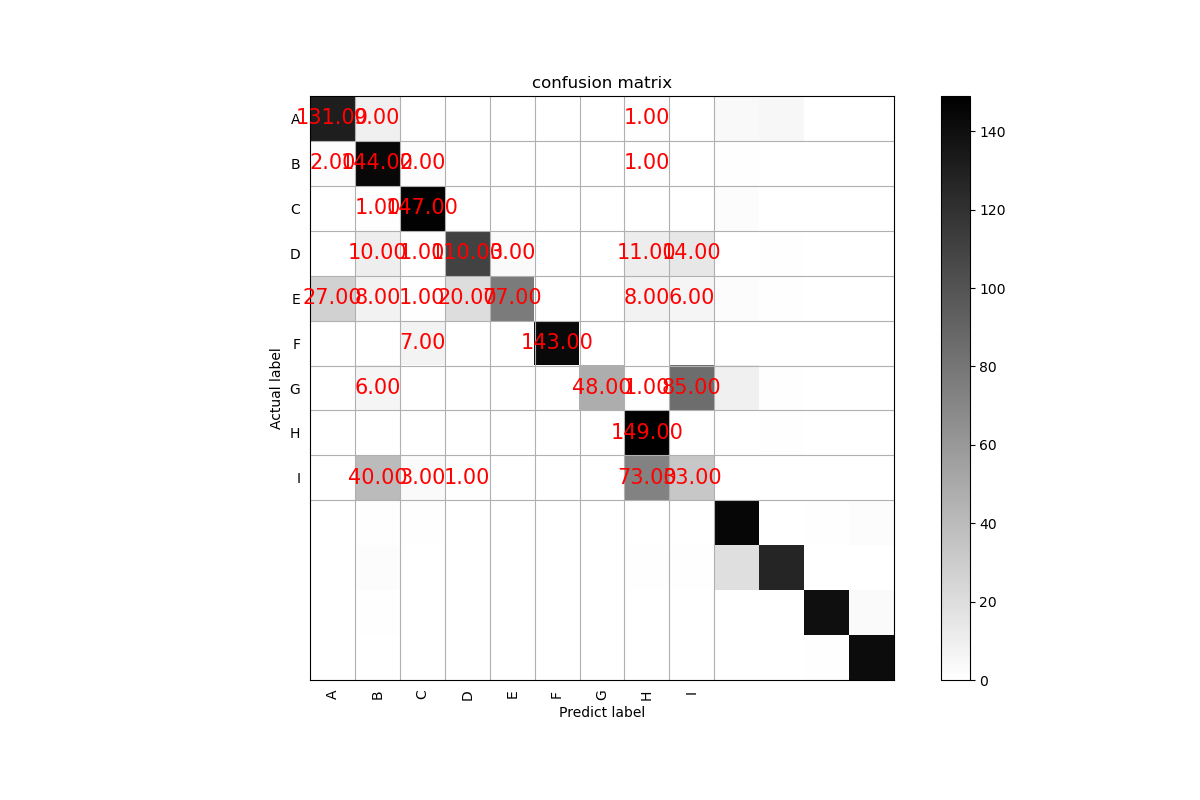 confusion matrix
A 131.00 9.00 1.00
B 2.00 144.00 2.00 1.00
C 1.00 147.00
D 10.00 1.00 110.00 3.00 11.00 14.00
E 27.00 8.00 1.00 20.00 77.00 8.00 6.00
F 7.00 143.00
G 6.00 48.00 1.00 85.00
H 149.00
I 40.00 3.00 1.00 73.00 33.00
Actual label
A B C D E F G H I
Predict label
140
120
100
80
60
40
20
0